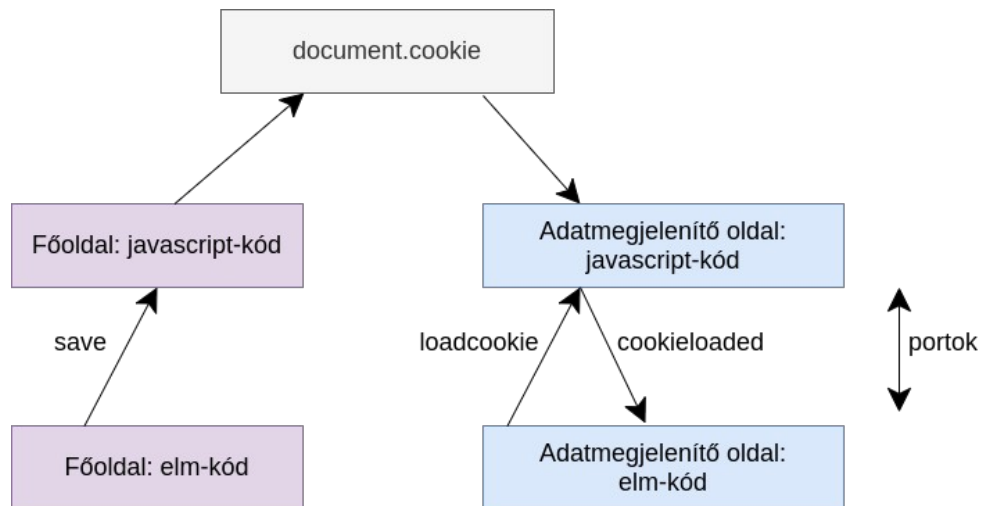 document.cookie
Főoldal: javascript-kód
Adatmegjelenítő oldal:
javascript-kód
save
loadcookie
cookieloaded
portok
Főoldal: elm-kód
Adatmegjelenítő oldal:
elm-kód